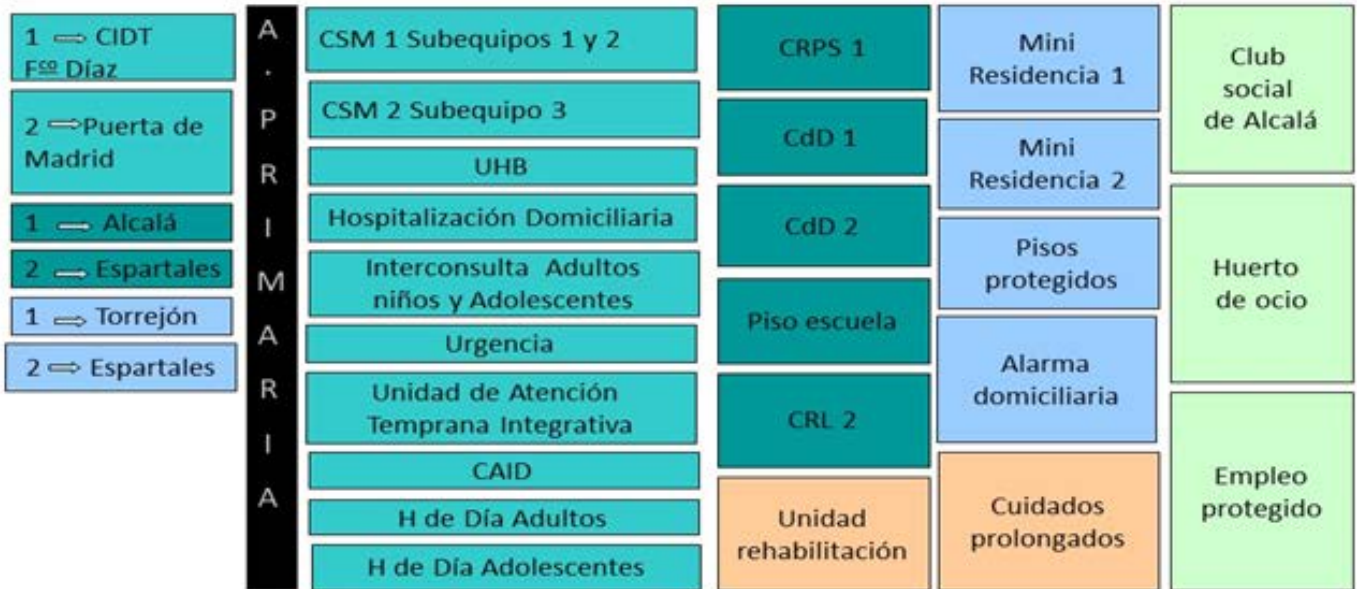 1 ⇒ CIDT
Fco Díaz
2 ⇒ Puerta de
Madrid
1 ⇒ Alcalá
2 ⇒ Espartales
1 ⇒ Torrejón
2 ⇒ Espartales
A. PRIMARIA
CSM 1 Subequipos 1 y 2
CSM 2 Subequipo 3
UHB
Hospitalización Domiciliaria
Interconsulta Adultos
niños y Adolescentes
Urgencia
Unidad de Atención
Temprana Integrativa
CAID
H de Día Adultos
H de Día Adolescentes
CRPS 1
CdD 1
CdD 2
Piso escuela
CRL 2
Unidad
rehabilitación
Mini
Residencia 1
Mini
Residencia 2
Pisos
protegidos
Alarma
domiciliaria
Cuidados
prolongados
Club
social
de Alcalá
Huerto
de ocio
Empleo
protegido